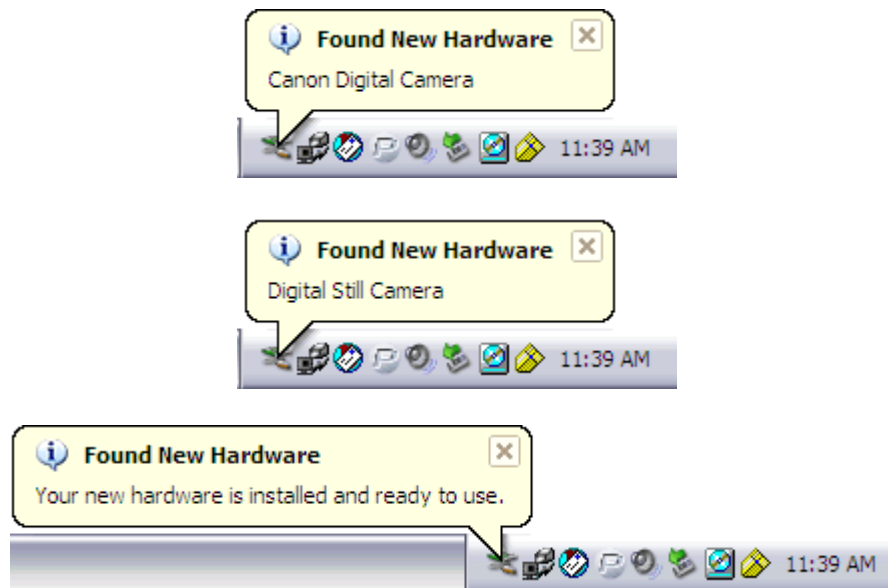 Found New Hardware
Canon Digital Camera
11:39 AM
Found New Hardware
Digital Still Camera
11:39 AM
Found New Hardware
Your new hardware is installed and ready to use.
11:39 AM